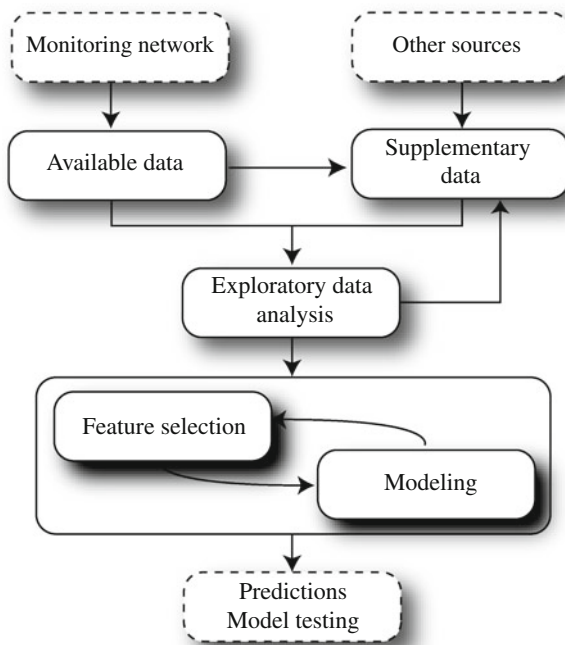 Monitoring network
Other sources
Available data
Supplementary
data
Exploratory data
analysis
Feature selection
Modeling
Predictions
Model testing